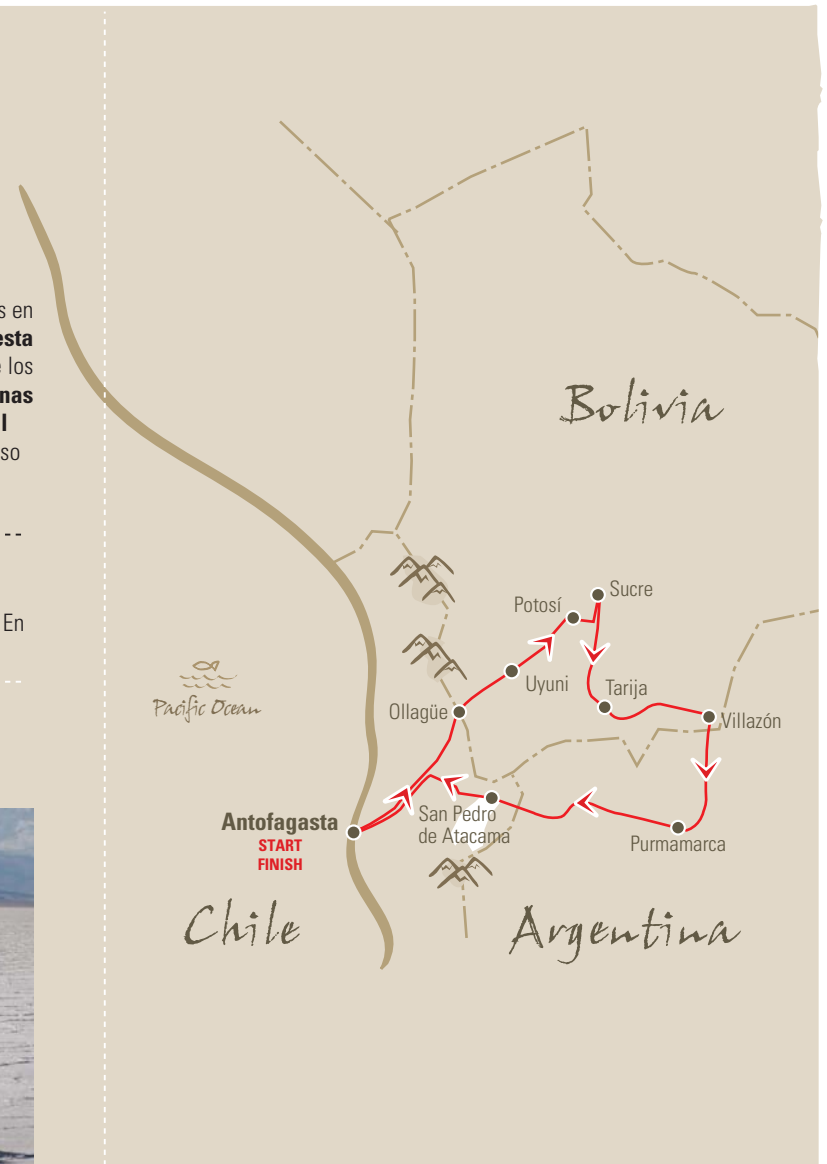 s en
esta
los
nas
l
so
En
Bolivia
Sucre
Potosí
Uyuni
Tarija
Pacific Ocean
Ollagüe
Villazón
San Pedro
de Atacama
Antofagasta
START
FINISH
Purmamarca
Chile
Argentina